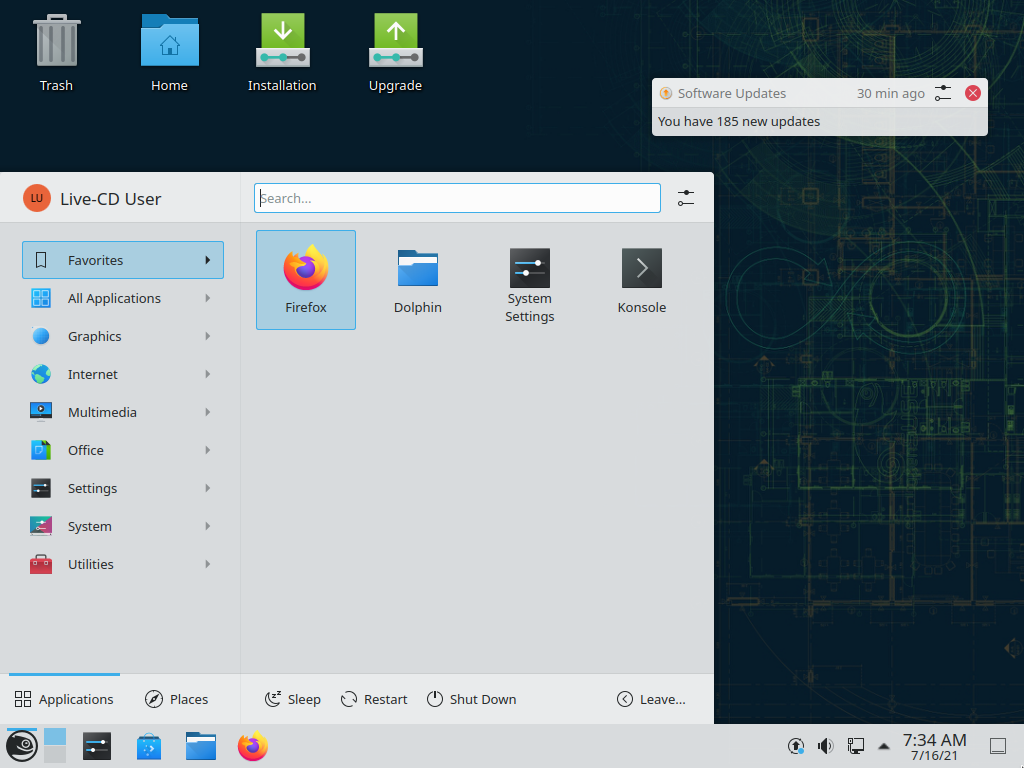 Trash
Home
Installation
Upgrade
Software Updates
30 min ago
You have 185 new updates
LU
Live-CD User
Search...
Favorites
All Applications
Graphics
Internet
Multimedia
Office
Settings
System
Utilities
Firefox
Dolphin
System
Settings
Konsole
Applications
Places
Sleep
Restart
Shut Down
Leave...
7:34 AM
7/16/21